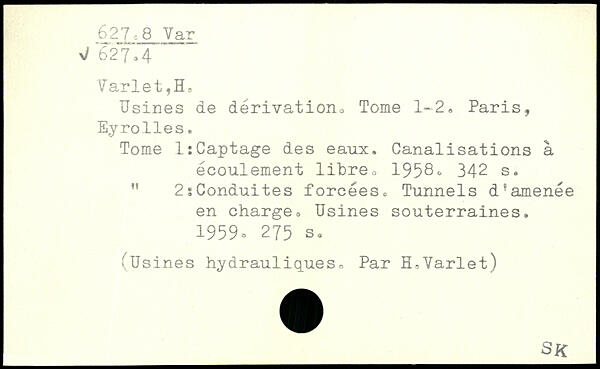 627.8 Var
√ 627.4
Varlet,H.
Usines de dérivation. Tome 1-2. Paris,
Eyrolles.
Tome 1:Captage des eaux. Canalisations à
écoulement libre. 1958. 342 s.
" 2:Conduites forcées. Tunnels d'amenée
en charge. Usines souterraines.
1959. 275 s.
(Usines hydrauliques. Par H.Varlet)
SK